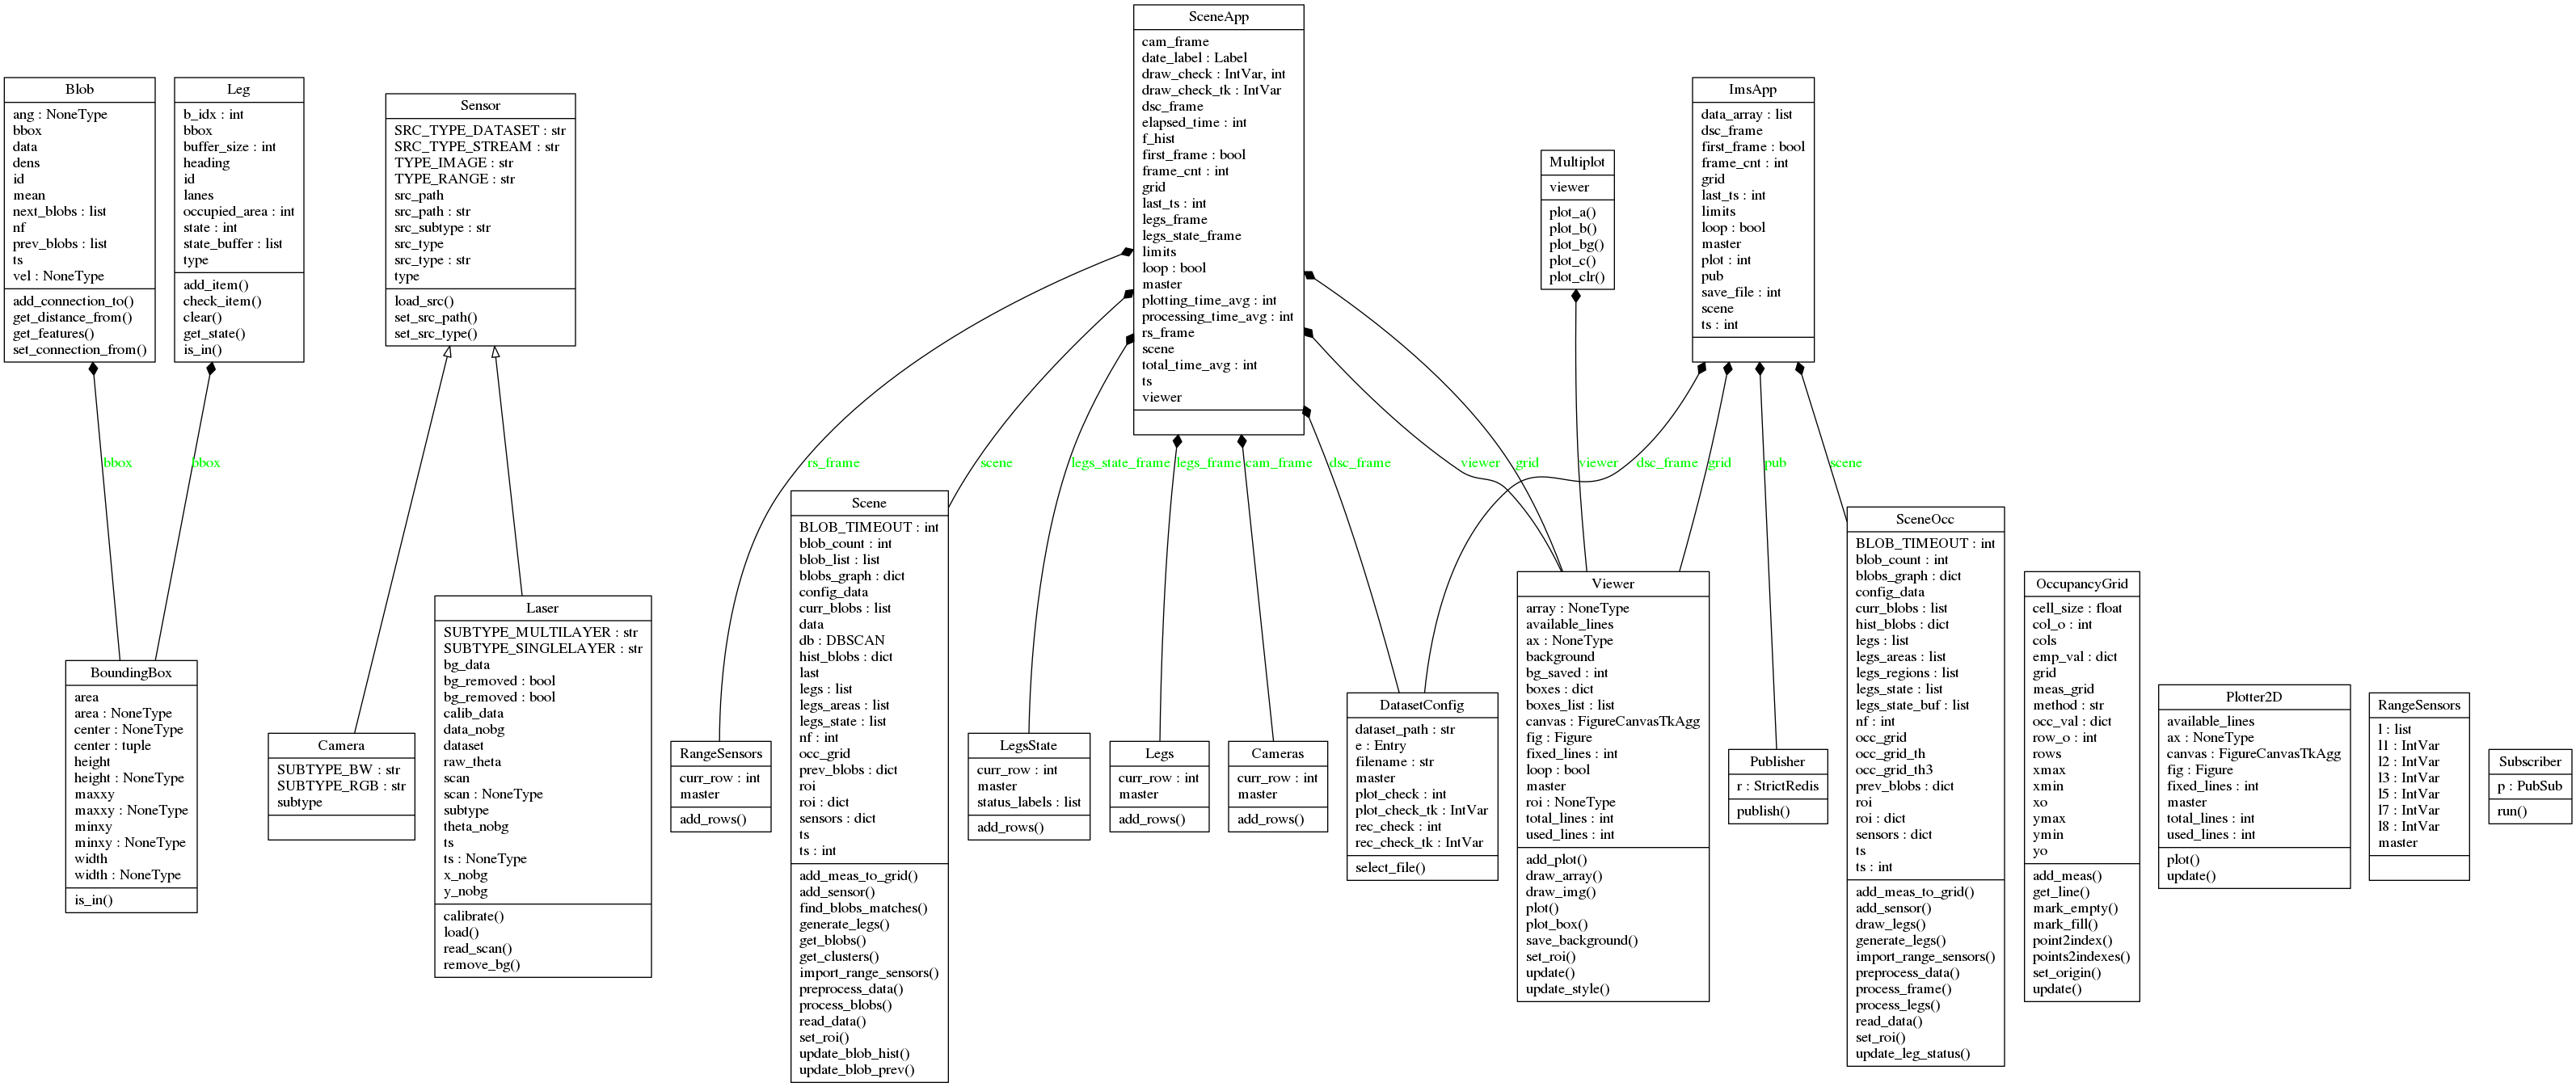 SceneApp
cam_frame
date_label : Label
draw_check : IntVar, int
draw_check_tk : IntVar
dsc_frame
elapsed_time : int
f_hist
first_frame : bool
frame_cnt : int
grid
last_ts : int
legs_frame
legs_state_frame
limits
loop : bool
master
plotting_time_avg : int
processing_time_avg : int
rs_frame
scene
total_time_avg : int
ts
viewer
Blob
ang : NoneType
bbox
data
dens
id
mean
next_blobs : list
nf
prev_blobs : list
ts
vel : NoneType
add_connection_to()
get_distance_from()
get_features()
set_connection_from()
Leg
b_idx : int
bbox
buffer_size : int
heading
id
lanes
occupied_area : int
state : int
state_buffer : list
type
add_item()
check_item()
clear()
get_state()
is_in()
Sensor
SRC_TYPE_DATASET : str
SRC_TYPE_STREAM : str
TYPE_IMAGE : str
TYPE_RANGE : str
src_path
src_path : str
src_subtype : str
src_type
src_type : str
type
load_src()
set_src_path()
set_src_type()
Multiplot
viewer
plot_a()
plot_b()
plot_bg()
plot_c()
plot_clr()
ImsApp
data_array : list
dsc_frame
first_frame : bool
frame_cnt : int
grid
last_ts : int
limits
loop : bool
master
plot : int
pub
save_file : int
scene
ts : int
bbox
bbox
rs_frame
scene
legs_state_frame
legs_frame
cam_frame
dsc_frame
viewer
grid
viewer
dsc_frame
grid
pub
scene
BoundingBox
area
area : NoneType
center : NoneType
center : tuple
height
height : NoneType
maxxy
maxxy : NoneType
minxy
minxy : NoneType
width
width : NoneType
is_in()
Camera
SUBTYPE_BW : str
SUBTYPE_RGB : str
subtype
Laser
SUBTYPE_MULTILAYER : str
SUBTYPE_SINGLELAYER : str
bg_data
bg_removed : bool
bg_removed : bool
calib_data
data_nobg
dataset
raw_theta
scan
scan : NoneType
subtype
theta_nobg
ts
ts : NoneType
x_nobg
y_nobg
calibrate()
load()
read_scan()
remove_bg()
RangeSensors
curr_row : int
master
add_rows()
Scene
BLOB_TIMEOUT : int
blob_count : int
blob_list : list
blobs_graph : dict
config_data
curr_blobs : list
data
db : DBSCAN
hist_blobs : dict
last
legs : list
legs_areas : list
legs_state : list
nf : int
occ_grid
prev_blobs : dict
roi
roi : dict
sensors : dict
ts
ts : int
add_meas_to_grid()
add_sensor()
find_blobs_matches()
generate_legs()
get_blobs()
get_clusters()
import_range_sensors()
preprocess_data()
process_blobs()
read_data()
set_roi()
update_blob_hist()
update_blob_prev()
LegsState
curr_row : int
master
status_labels : list
add_rows()
Legs
curr_row : int
master
add_rows()
Cameras
curr_row : int
master
add_rows()
DatasetConfig
dataset_path : str
e : Entry
filename : str
master
plot_check : int
plot_check_tk : IntVar
rec_check : int
rec_check_tk : IntVar
select_file()
Viewer
array : NoneType
available_lines
ax : NoneType
background
bg_saved : int
boxes : dict
boxes_list : list
canvas : FigureCanvasTkAgg
fig : Figure
fixed_lines : int
loop : bool
master
roi : NoneType
total_lines : int
used_lines : int
add_plot()
draw_array()
draw_img()
plot()
plot_box()
save_background()
set_roi()
update()
update_style()
Publisher
r : StrictRedis
publish()
SceneOcc
BLOB_TIMEOUT : int
blob_count : int
blobs_graph : dict
config_data
curr_blobs : list
hist_blobs : dict
legs : list
legs_areas : list
legs_regions : list
legs_state : list
legs_state_buf : list
nf : int
occ_grid
occ_grid_th
occ_grid_th3
prev_blobs : dict
roi
roi : dict
sensors : dict
ts
ts : int
add_meas_to_grid()
add_sensor()
draw_legs()
generate_legs()
import_range_sensors()
preprocess_data()
process_frame()
process_legs()
read_data()
set_roi()
update_leg_status()
OccupancyGrid
cell_size : float
col_o : int
cols
emp_val : dict
grid
meas_grid
method : str
occ_val : dict
row_o : int
rows
xmax
xmin
xo
ymax
ymin
yo
add_meas()
get_line()
mark_empty()
mark_fill()
point2index()
points2indexes()
set_origin()
update()
Plotter2D
available_lines
ax : NoneType
canvas : FigureCanvasTkAgg
fig : Figure
fixed_lines : int
master
total_lines : int
used_lines : int
plot()
update()
RangeSensors
l : list
l1 : IntVar
l2 : IntVar
l3 : IntVar
l5 : IntVar
l7 : IntVar
l8 : IntVar
master
Subscriber
p : PubSub
run()